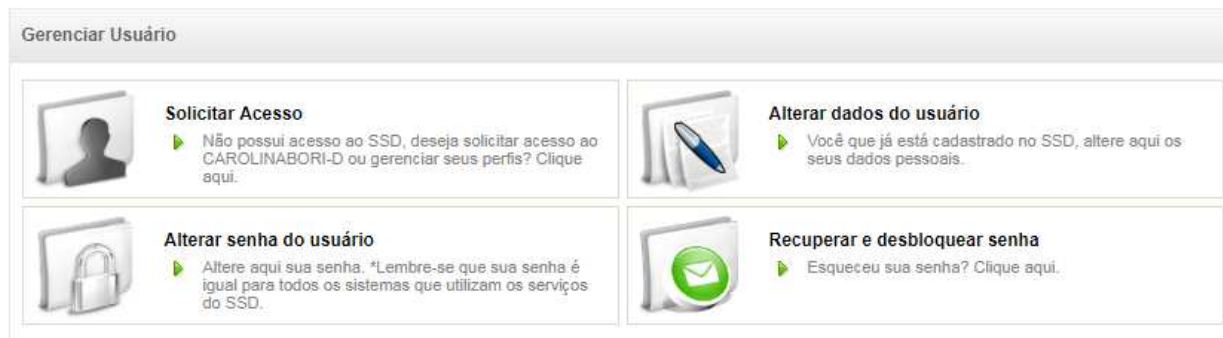 Gerenciar Usuário
Solicitar Acesso
Não possui acesso ao SSD, deseja solicitar acesso ao
CAROLINABORI-D ou gerenciar seus perfis? Clique
aqui.
Alterar dados do usuário
Você que já está cadastrado no SSD, altere aqui os
seus dados pessoais.
Alterar senha do usuário
Altere aqui sua senha. *Lembre-se que sua senha é
igual para todos os sistemas que utilizam os serviços
do SSD.
Recuperar e desbloquear senha
Esqueceu sua senha? Clique aqui.